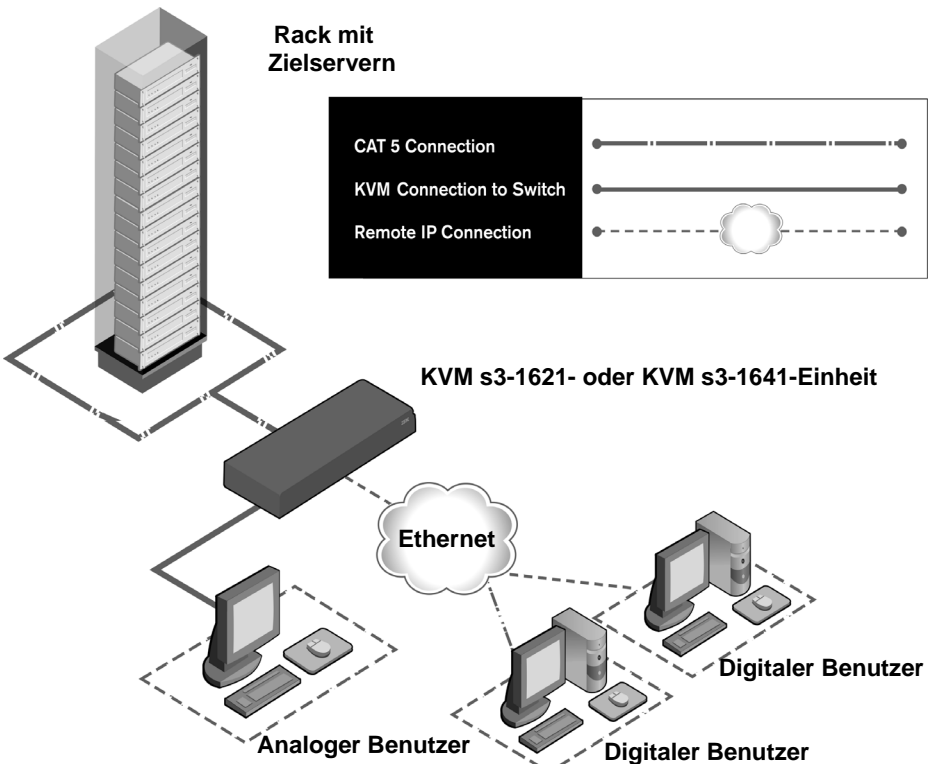 Rack mit
Zielservern
CAT 5 Connection
KVM Connection to Switch
Remote IP Connection
KVM s3-1621- oder KVM s3-1641-Einheit
Ethernet
Digitaler Benutzer
Analoger Benutzer
Digitaler Benutzer